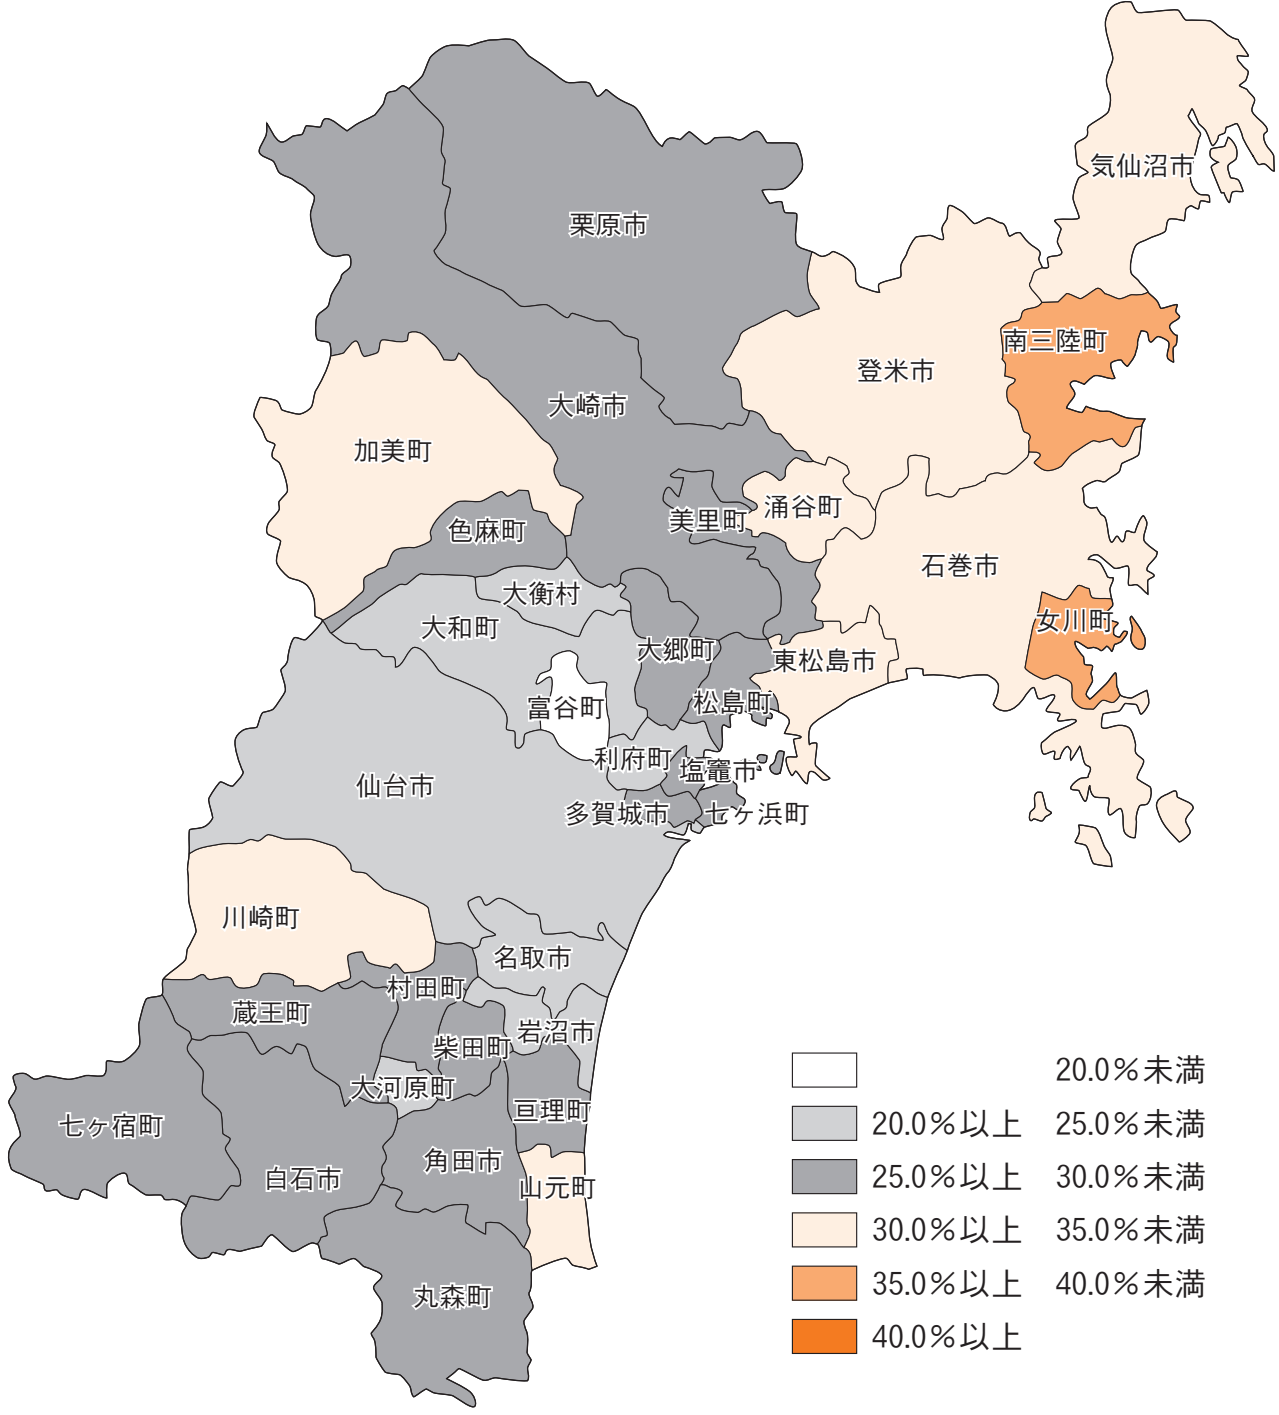 気仙沼市
栗原市
南三陸町
登米市
大崎市
加美町
涌谷町
美里町
色麻町
石巻市
大衡村
女川町
大和町
大郷町
東松島市
松島町
富谷町
利府町
塩竈市
仙台市
多賀城市
七ヶ浜町
川崎町
名取市
村田町
蔵王町
岩沼市
柴田町
大河原町
亘理町
七ヶ宿町
角田市
白石市
山元町
丸森町
20.0％未満
20.0％以上 25.0％未満
25.0％以上 30.0％未満
30.0％以上 35.0％未満
35.0％以上 40.0％未満
40.0％以上